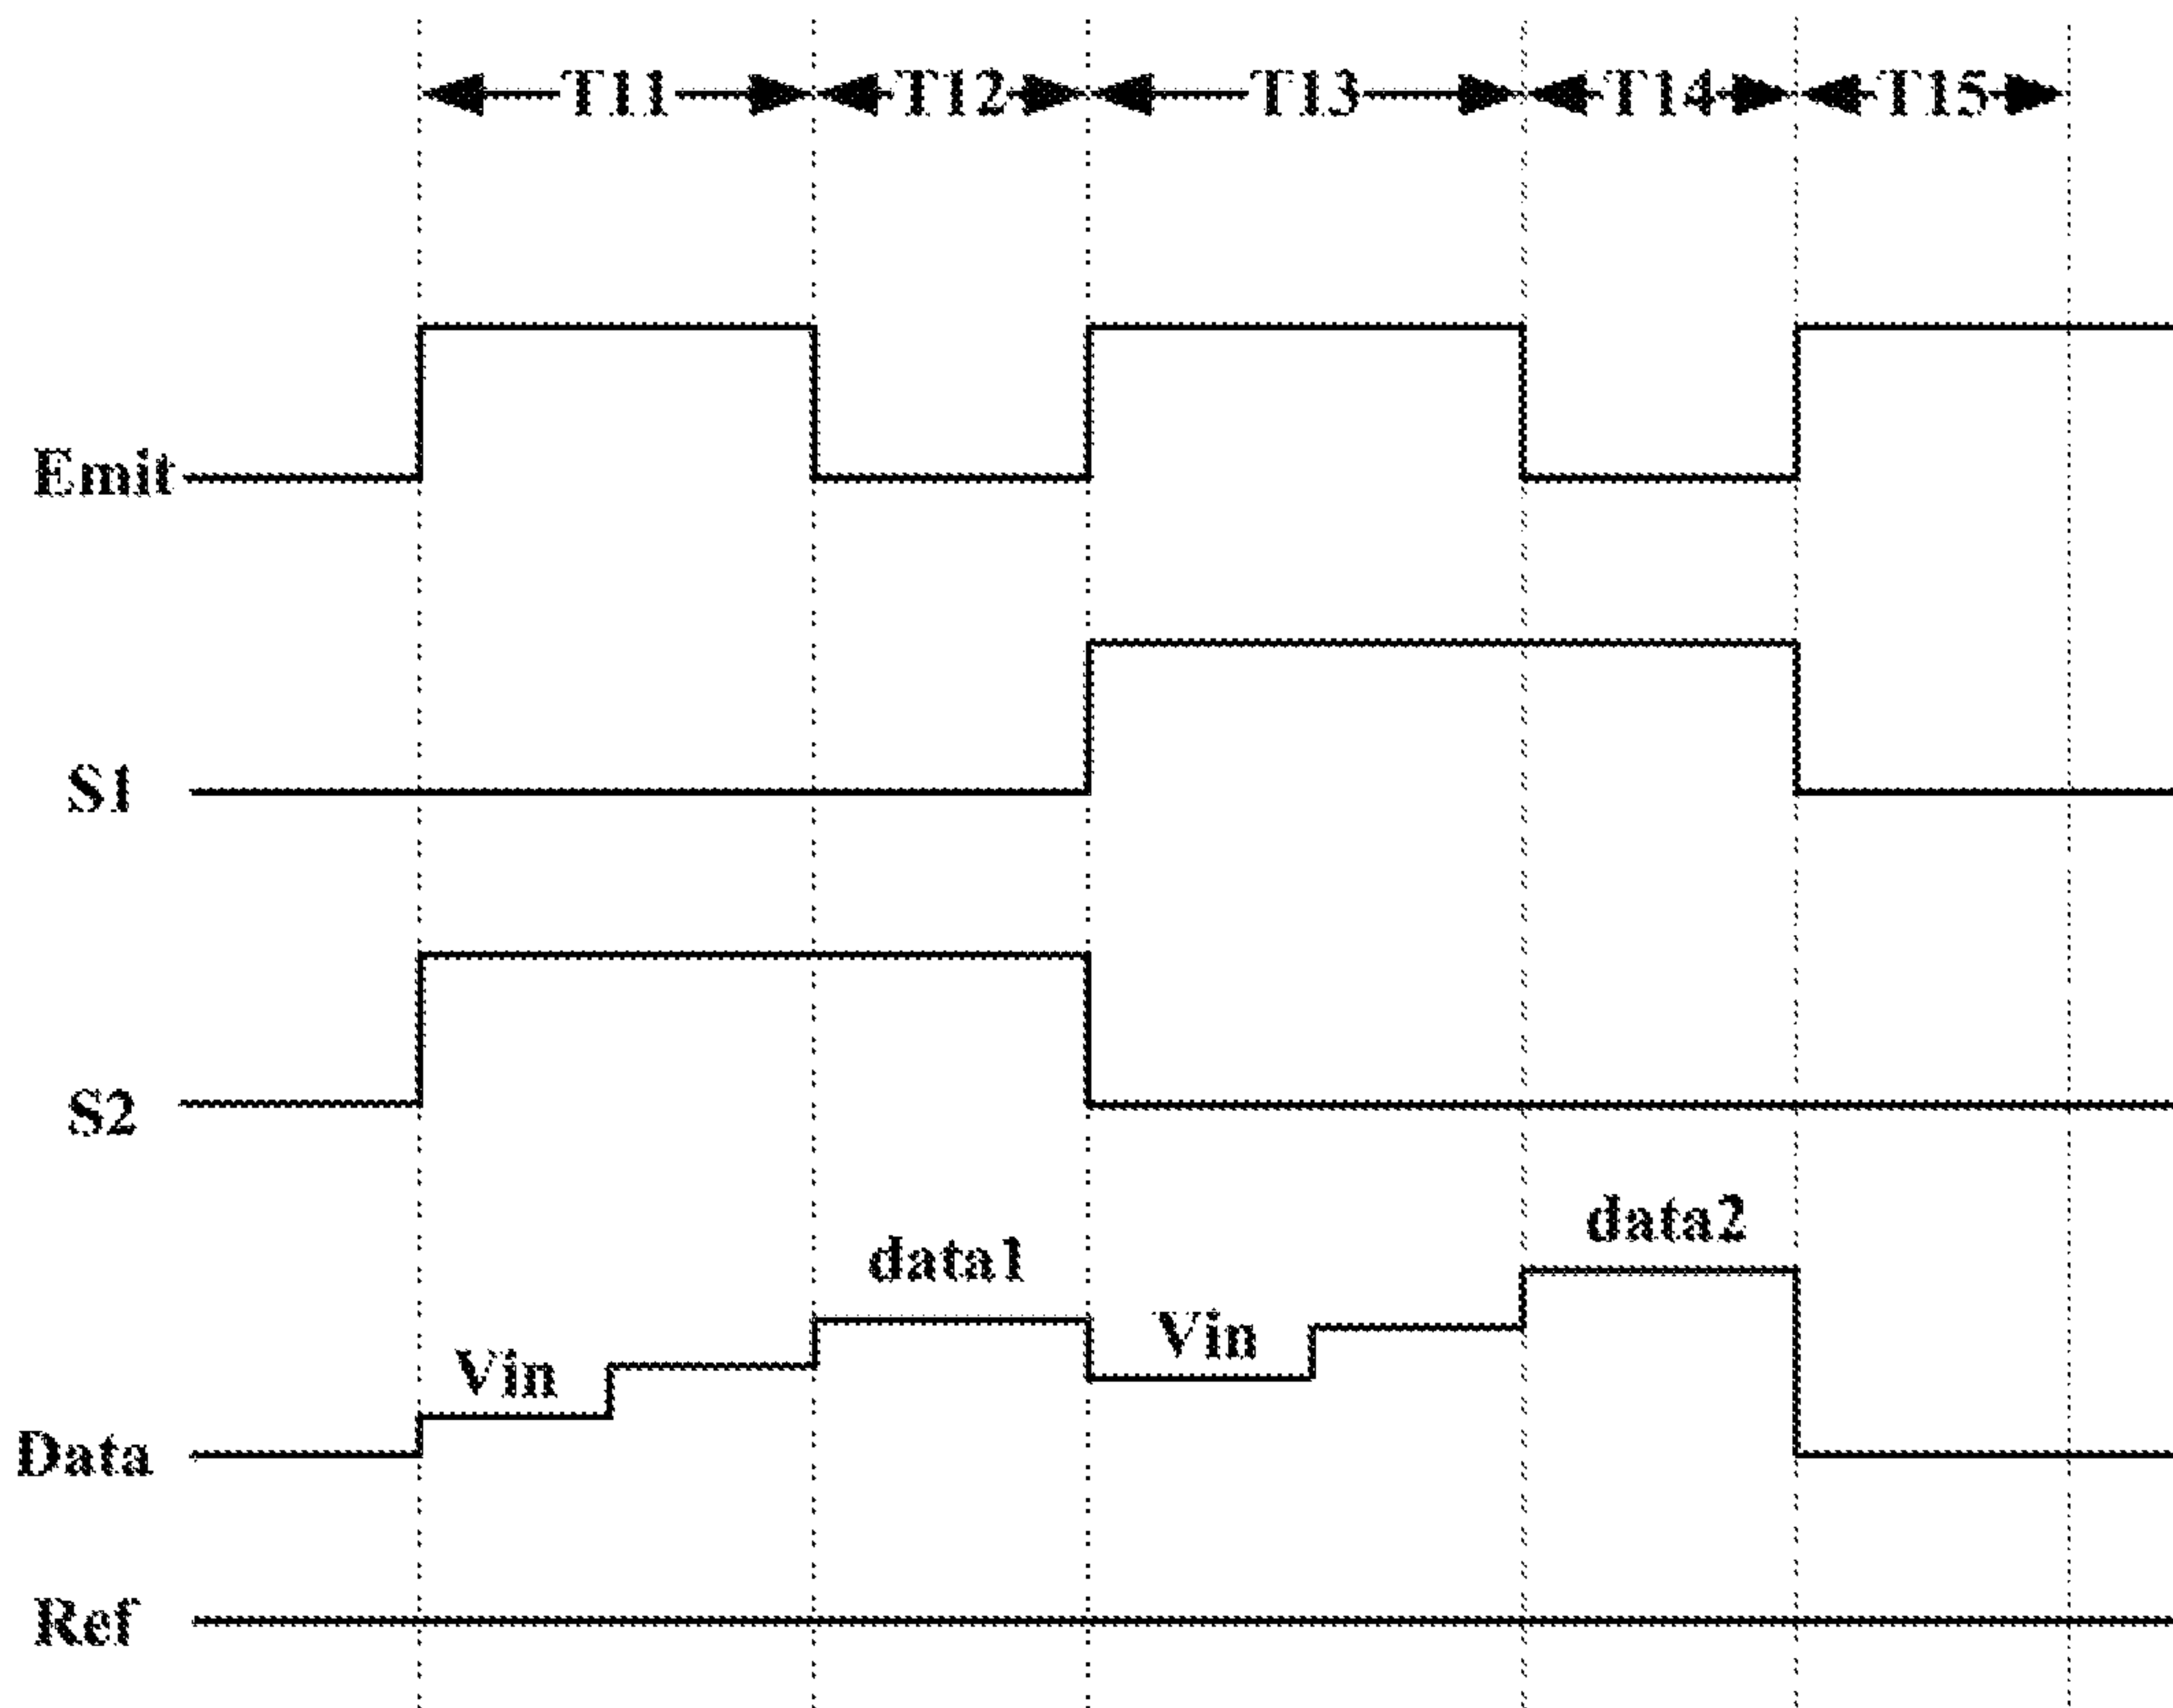 T11 T12 T13 T14 T15
Emit
S1
S2
data2
data1
Vin
Vin
Data
Ref